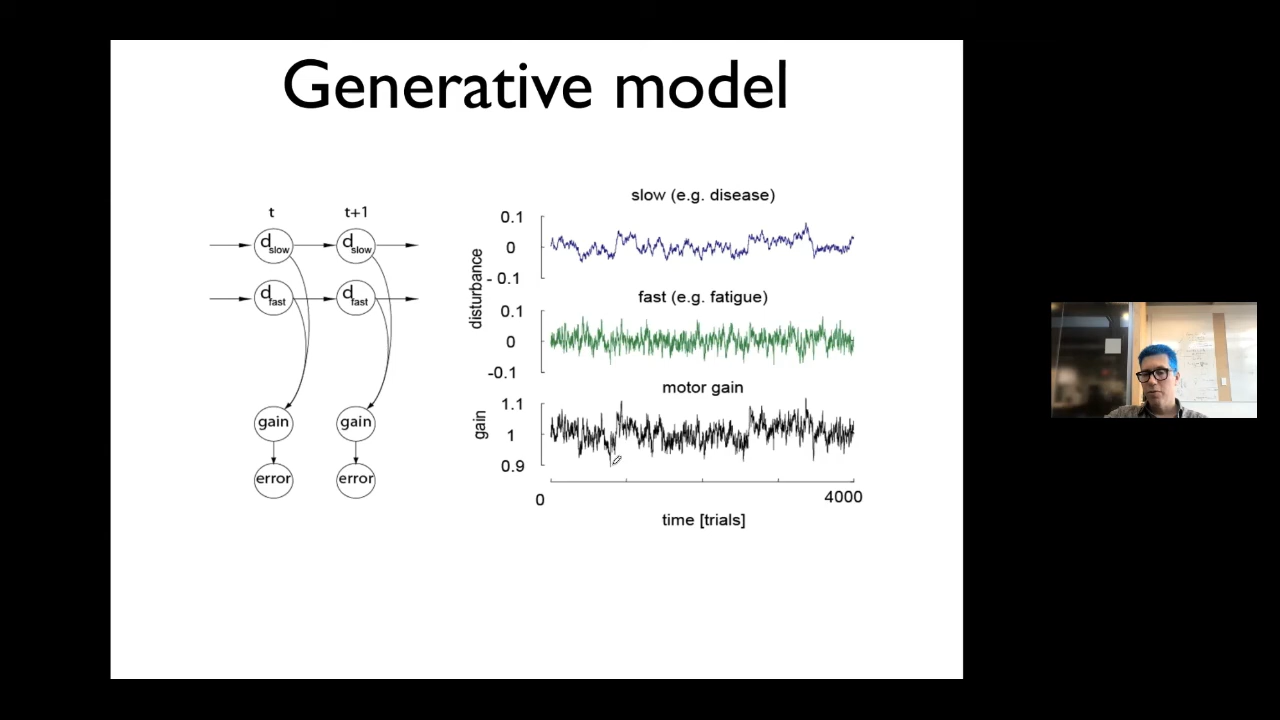 Generative model
t t+1
d slow d slow
d fast d fast
gain gain
error error
slow (e.g. disease)
0.1
0
- 0.1
disturbance
fast (e.g. fatigue)
0.1
0
-0.1
motor gain
1.1
1
0.9
gain
0 4000
time [trials]